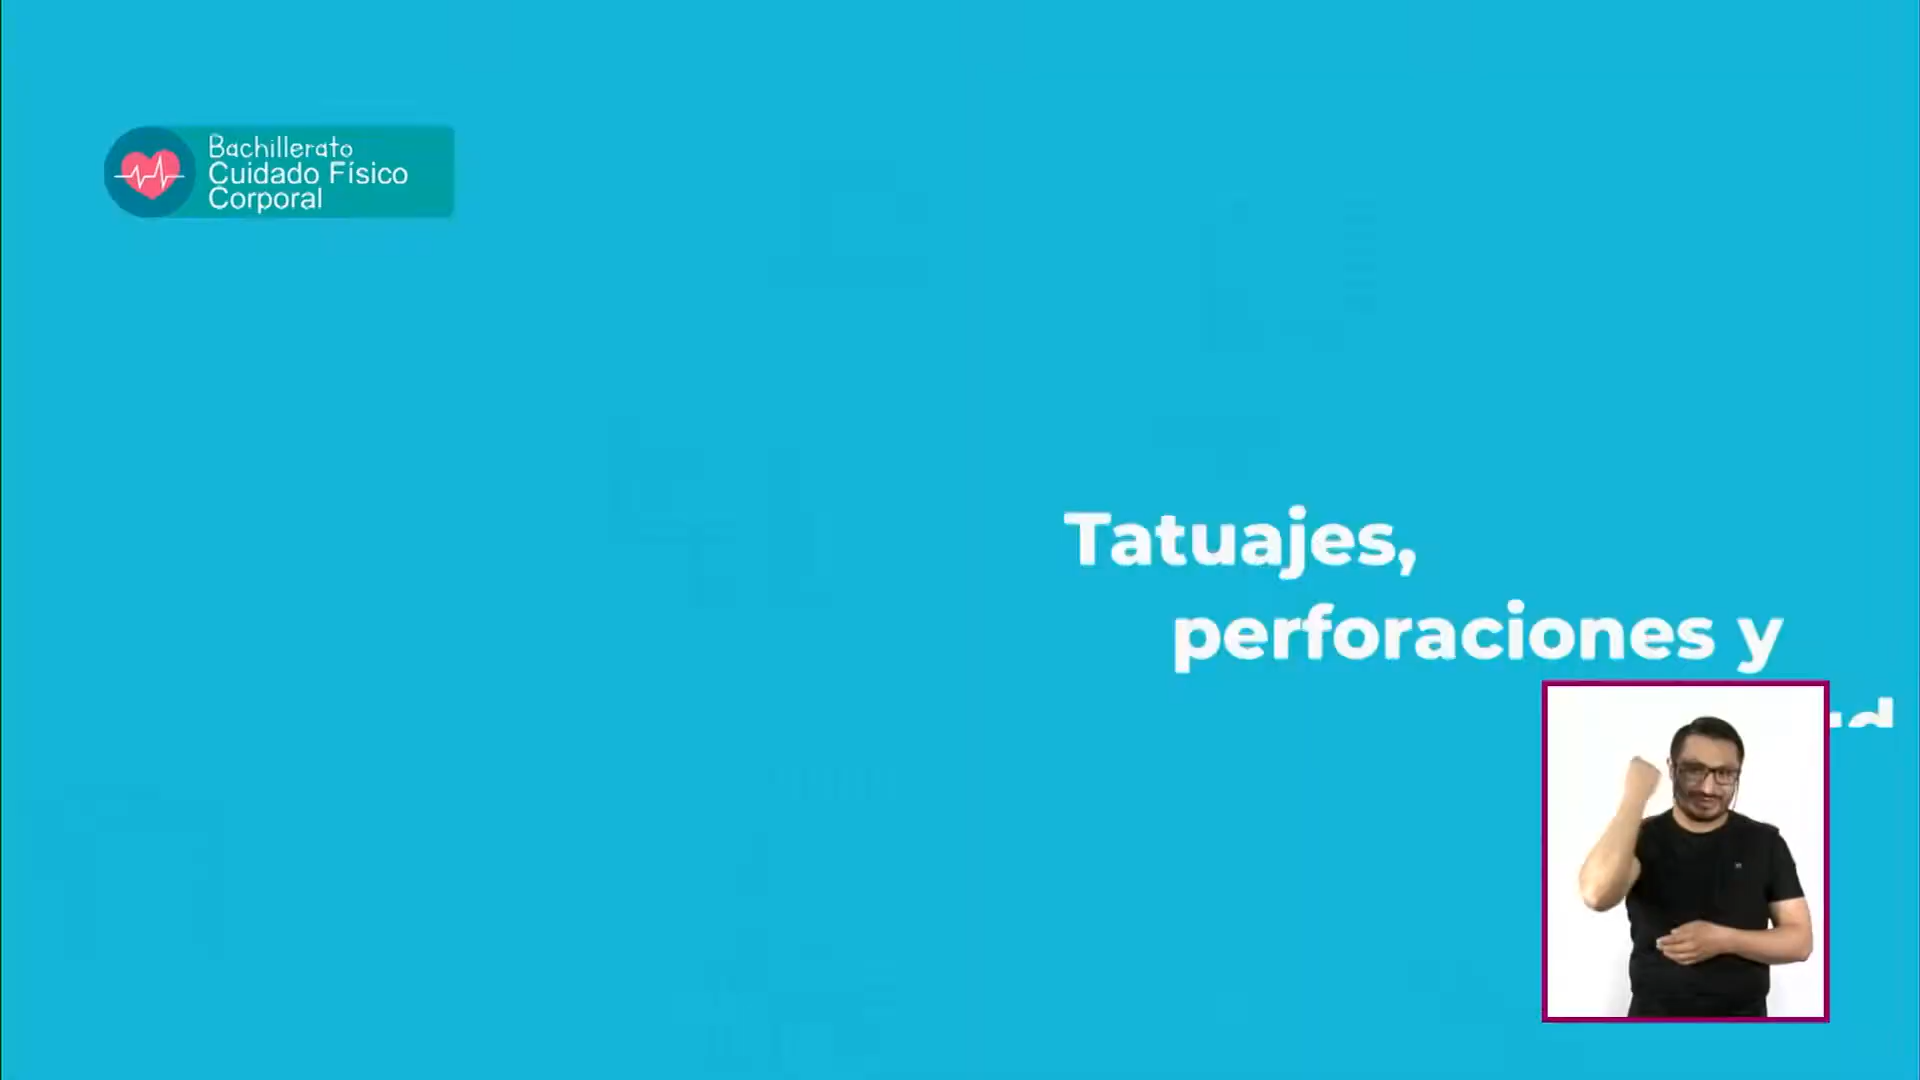 Bachillerato
Cuidado Físico
Corporal
Tatuajes,
perforaciones y